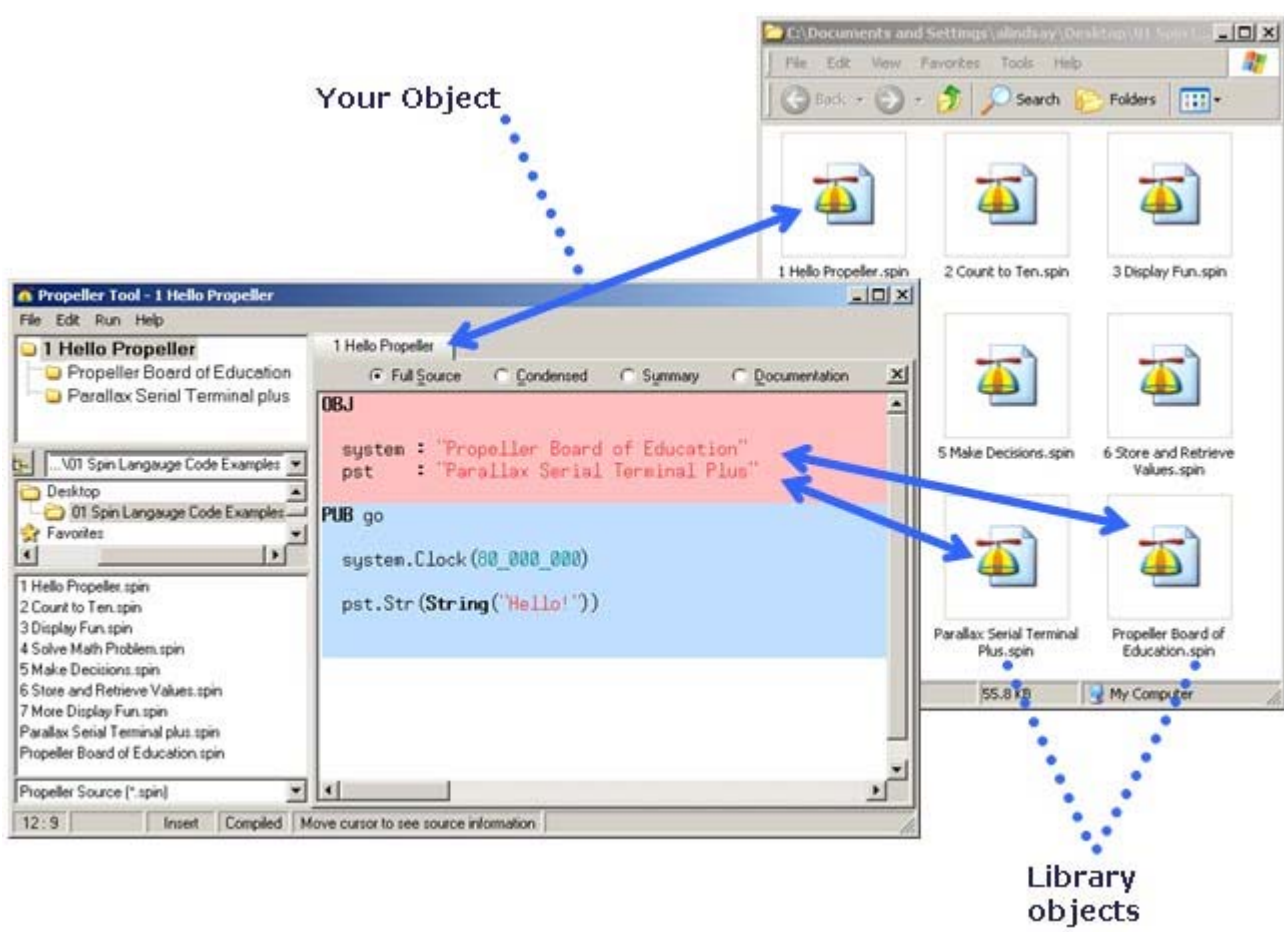 Your Object
C:\Documents and Settings\alindsay\Desktop\01 Spin L...
File Edit View Favorites Tools Help
Back Search Folders
1 Hello Propeller.spin
2 Count to Ten.spin
3 Display Fun.spin
5 Make Decisions.spin
6 Store and Retrieve
Values.spin
Parallax Serial Terminal
Plus.spin
Propeller Board of
Education.spin
55.8 KB
My Computer
Propeller Tool - 1 Hello Propeller
File Edit Run Help
1 Hello Propeller
Propeller Board of Education
Parallax Serial Terminal plus
...\01 Spin Langauge Code Examples
Desktop
01 Spin Langauge Code Examples
Favorites
1 Hello Propeller.spin
2 Count to Ten.spin
3 Display Fun.spin
4 Solve Math Problem.spin
5 Make Decisions.spin
6 Store and Retrieve Values.spin
7 More Display Fun.spin
Parallax Serial Terminal plus.spin
Propeller Board of Education.spin
Propeller Source (*.spin)
1 Hello Propeller
Full Source Condensed Summary Documentation
OBJ
system : "Propeller Board of Education"
pst : "Parallax Serial Terminal Plus"
PUB go
system.Clock(80_000_000)
pst.Str(String("Hello!"))
12 : 9 Insert Compiled Move cursor to see source information
Library
objects